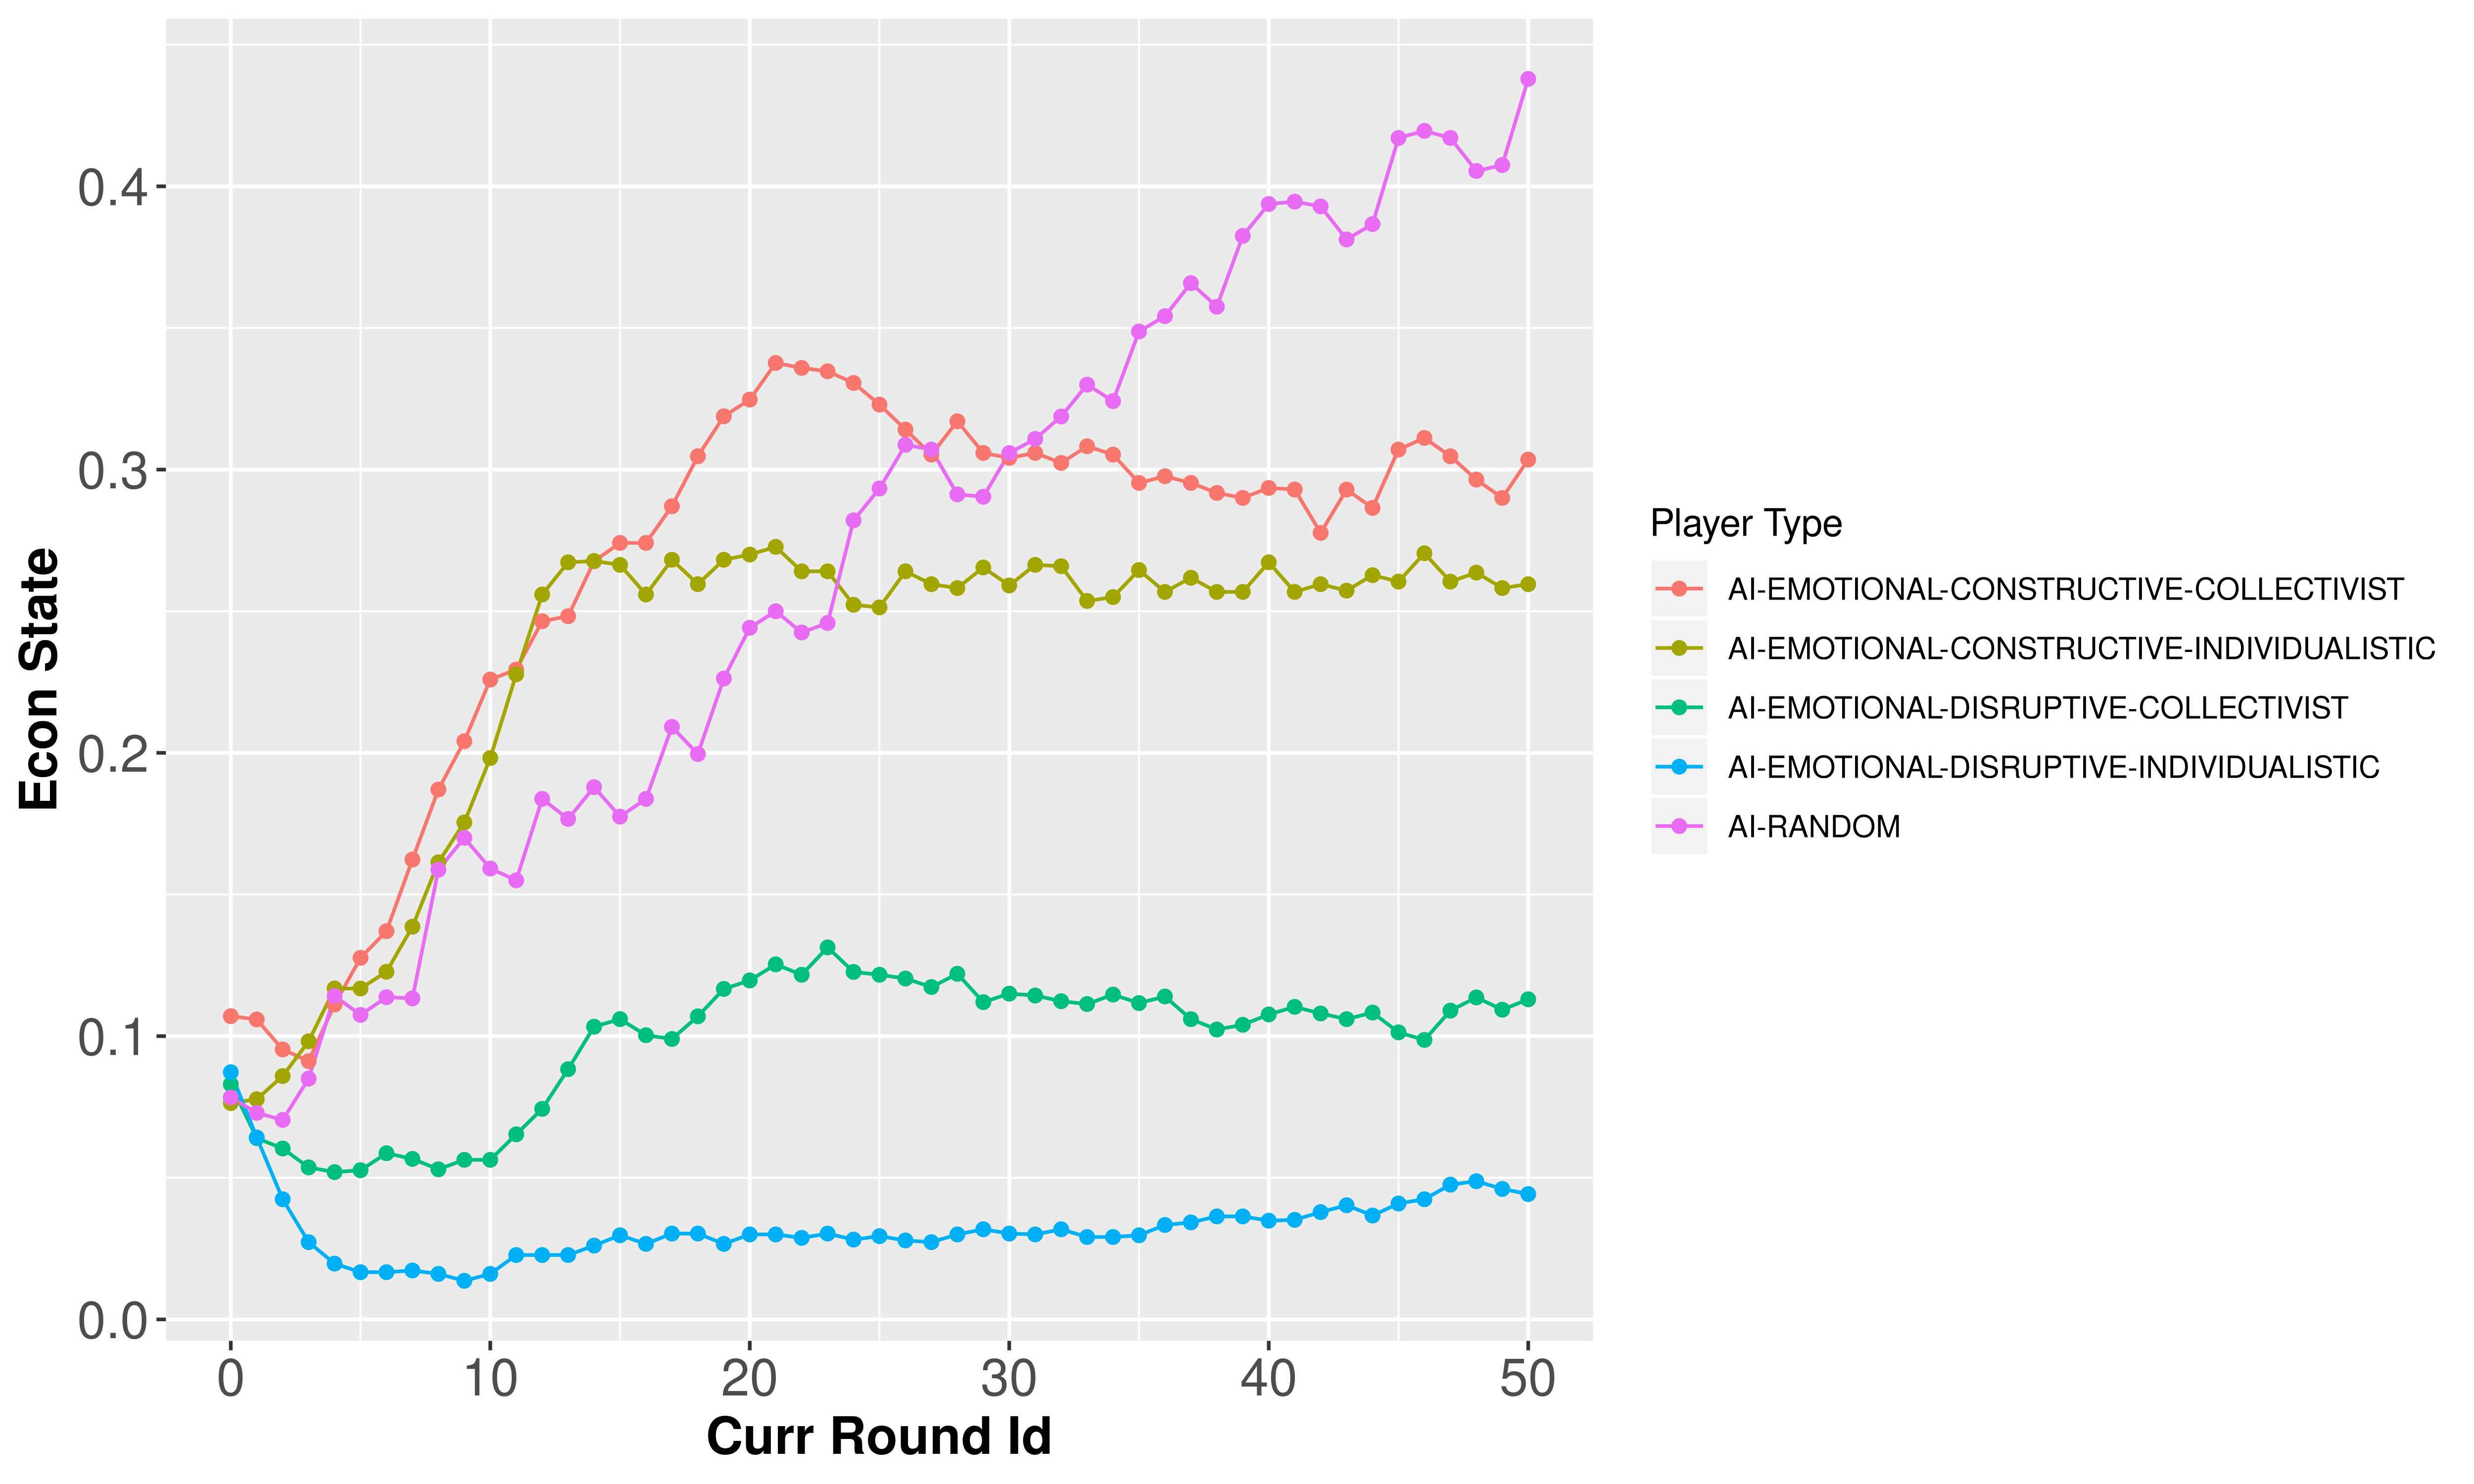 Econ State
0.4
0.3
0.2
0.1
0.0
0 10 20 30 40 50
Curr Round Id
Player Type
AI-EMOTIONAL-CONSTRUCTIVE-COLLECTIVIST
AI-EMOTIONAL-CONSTRUCTIVE-INDIVIDUALISTIC
AI-EMOTIONAL-DISRUPTIVE-COLLECTIVIST
AI-EMOTIONAL-DISRUPTIVE-INDIVIDUALISTIC
AI-RANDOM